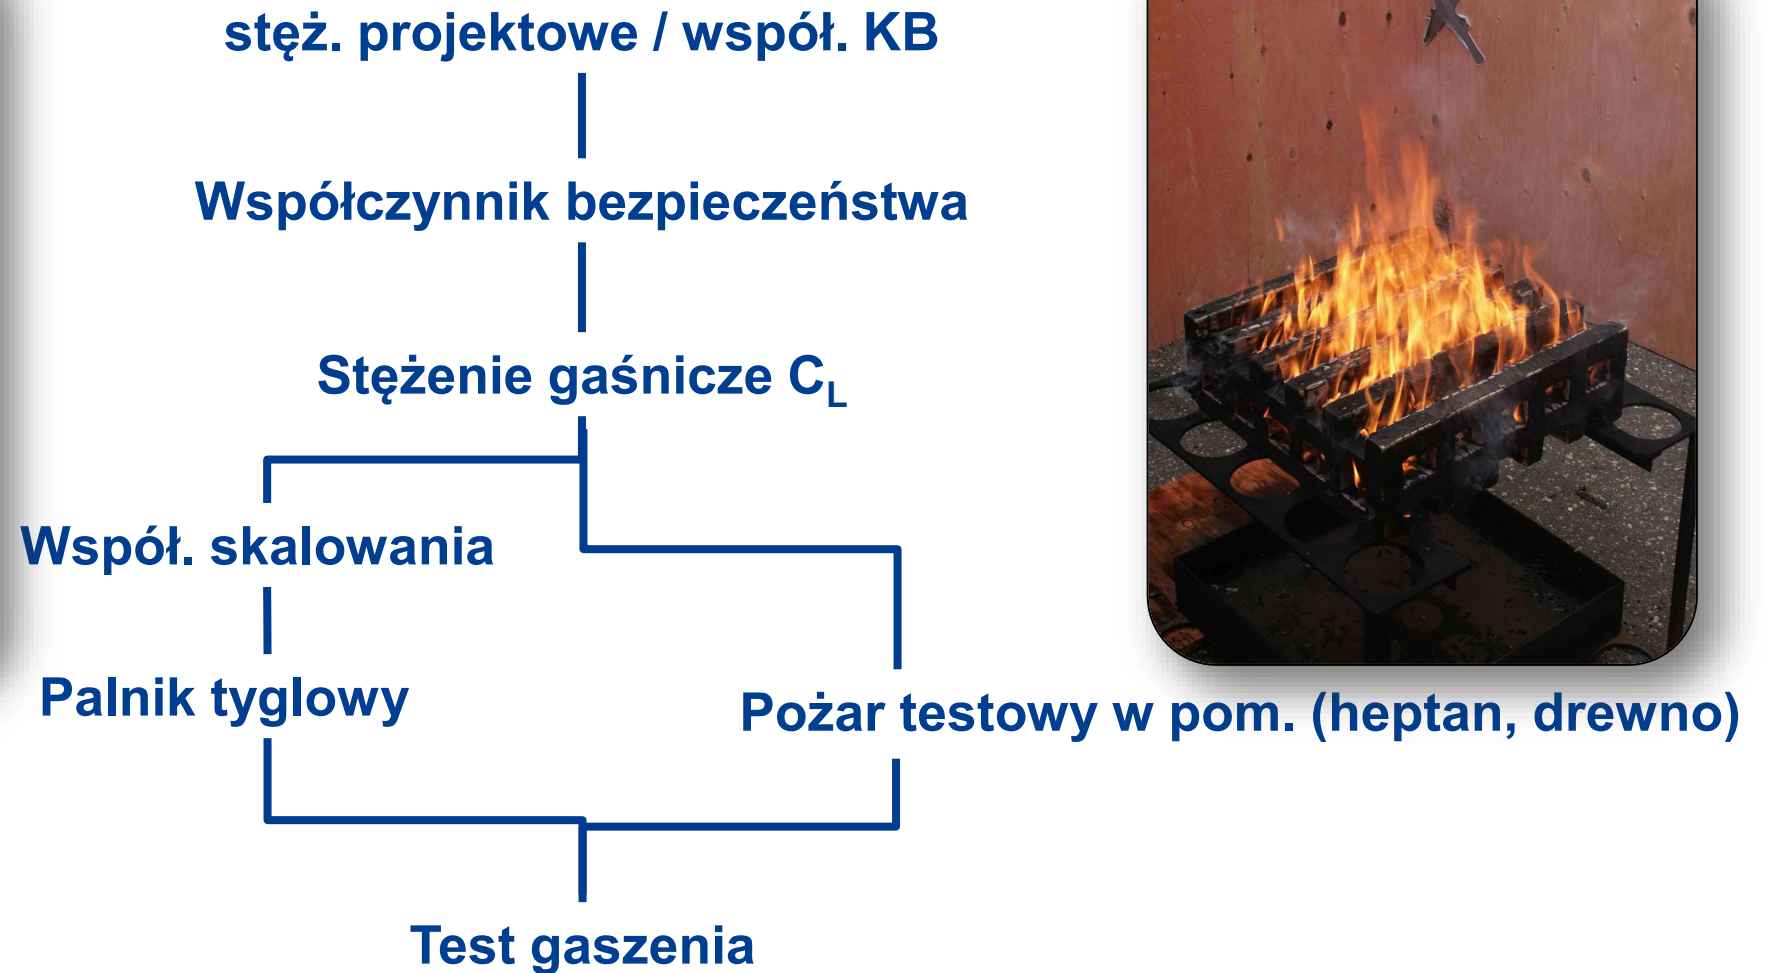 stęż. projektowe / współ. KB
Współczynnik bezpieczeństwa
Stężenie gaśnicze C_L
Współ. skalowania
Palnik tyglowy
Pożar testowy w pom. (heptan, drewno)
Test gaszenia